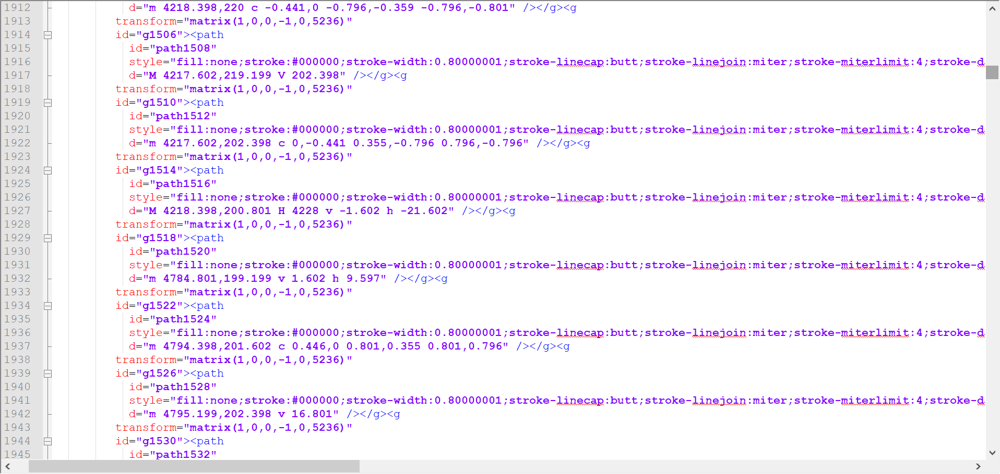 1912 d="m 4218.398,220 c -0.441,0 -0.796,-0.359 -0.796,-0.801" /></g><g
1913 transform="matrix(1,0,0,-1,0,5236)"
1914 id="g1506"><path
1915 id="path1508"
1916 style="fill:none;stroke:#000000;stroke-width:0.80000001;stroke-linecap:butt;stroke-linejoin:miter;stroke-miterlimit:4;stroke-d
1917 d="M 4217.602,219.199 V 202.398" /></g><g
1918 transform="matrix(1,0,0,-1,0,5236)"
1919 id="g1510"><path
1920 id="path1512"
1921 style="fill:none;stroke:#000000;stroke-width:0.80000001;stroke-linecap:butt;stroke-linejoin:miter;stroke-miterlimit:4;stroke-d
1922 d="m 4217.602,202.398 c 0,-0.441 0.355,-0.796 0.796,-0.796" /></g><g
1923 transform="matrix(1,0,0,-1,0,5236)"
1924 id="g1514"><path
1925 id="path1516"
1926 style="fill:none;stroke:#000000;stroke-width:0.80000001;stroke-linecap:butt;stroke-linejoin:miter;stroke-miterlimit:4;stroke-d
1927 d="M 4218.398,200.801 H 4228 v -1.602 h -21.602" /></g><g
1928 transform="matrix(1,0,0,-1,0,5236)"
1929 id="g1518"><path
1930 id="path1520"
1931 style="fill:none;stroke:#000000;stroke-width:0.80000001;stroke-linecap:butt;stroke-linejoin:miter;stroke-miterlimit:4;stroke-d
1932 d="m 4784.801,199.199 v 1.602 h 9.597" /></g><g
1933 transform="matrix(1,0,0,-1,0,5236)"
1934 id="g1522"><path
1935 id="path1524"
1936 style="fill:none;stroke:#000000;stroke-width:0.80000001;stroke-linecap:butt;stroke-linejoin:miter;stroke-miterlimit:4;stroke-d
1937 d="m 4794.398,201.602 c 0.446,0 0.801,0.355 0.801,0.796" /></g><g
1938 transform="matrix(1,0,0,-1,0,5236)"
1939 id="g1526"><path
1940 id="path1528"
1941 style="fill:none;stroke:#000000;stroke-width:0.80000001;stroke-linecap:butt;stroke-linejoin:miter;stroke-miterlimit:4;stroke-d
1942 d="m 4795.199,202.398 v 16.801" /></g><g
1943 transform="matrix(1,0,0,-1,0,5236)"
1944 id="g1530"><path
1945 id="path1532"